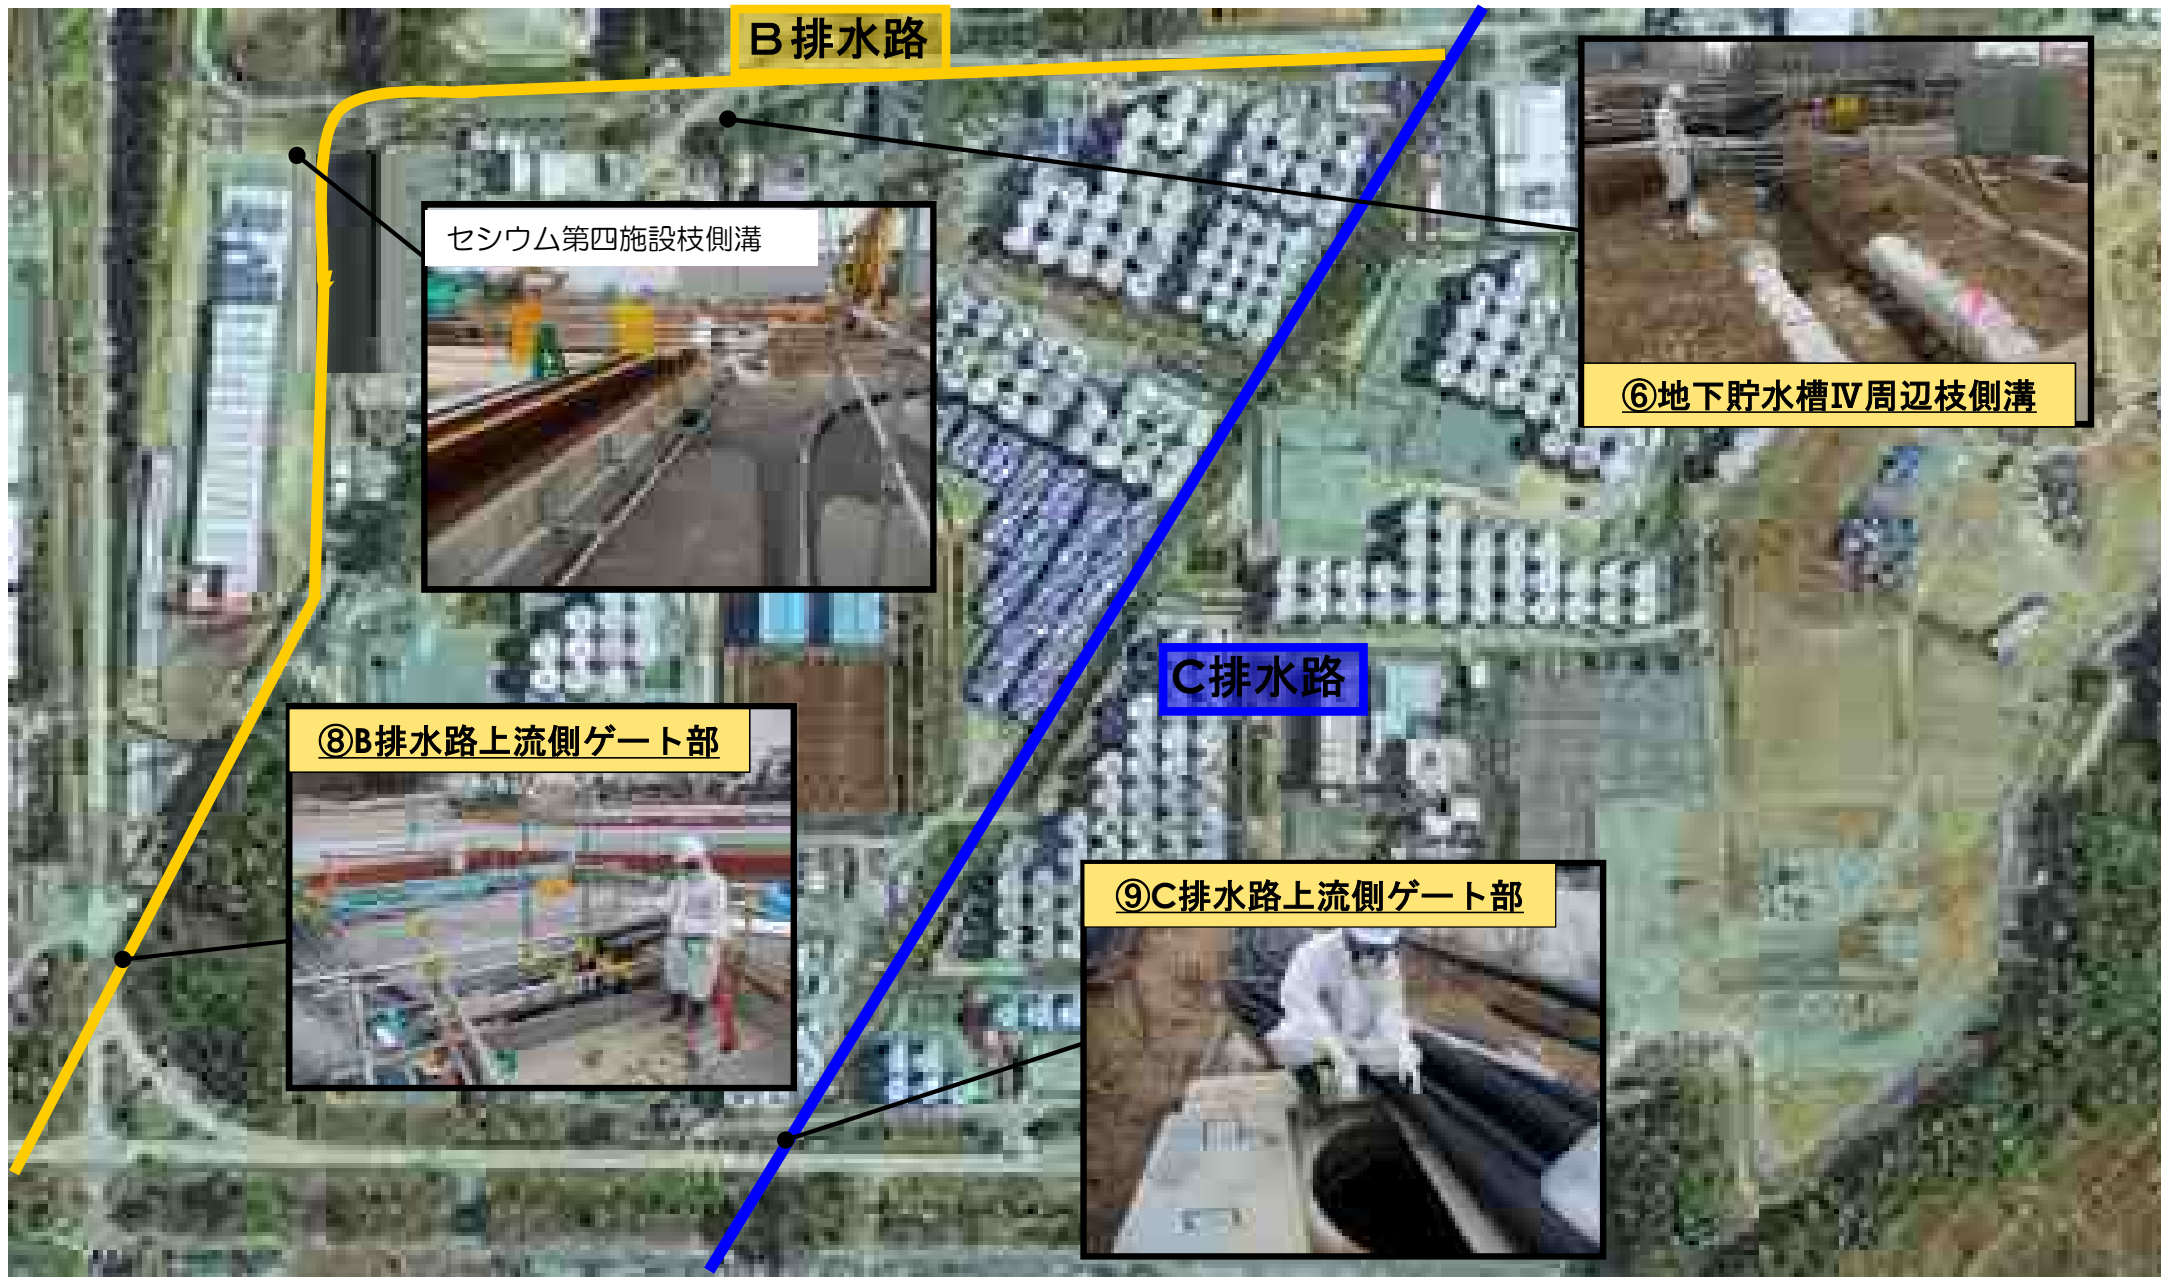 B排水路
セシウム第四施設枝側溝
⑥地下貯水槽Ⅳ周辺枝側溝
C排水路
⑧B排水路上流側ゲート部
⑨C排水路上流側ゲート部